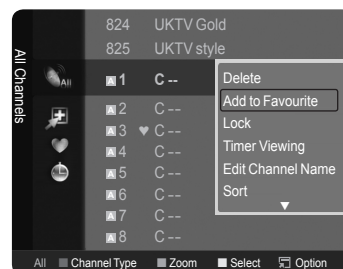 All Channels
824 UKTV Gold
825 UKTV style
All
A 1 C --
A 2 C --
A 3 ♥ C --
A 4 C --
A 5 C --
A 6 C --
A 7 C --
A 8 C --
Delete
Add to Favourite
Lock
Timer Viewing
Edit Channel Name
Sort
▼
All Channel Type Zoom Select Option